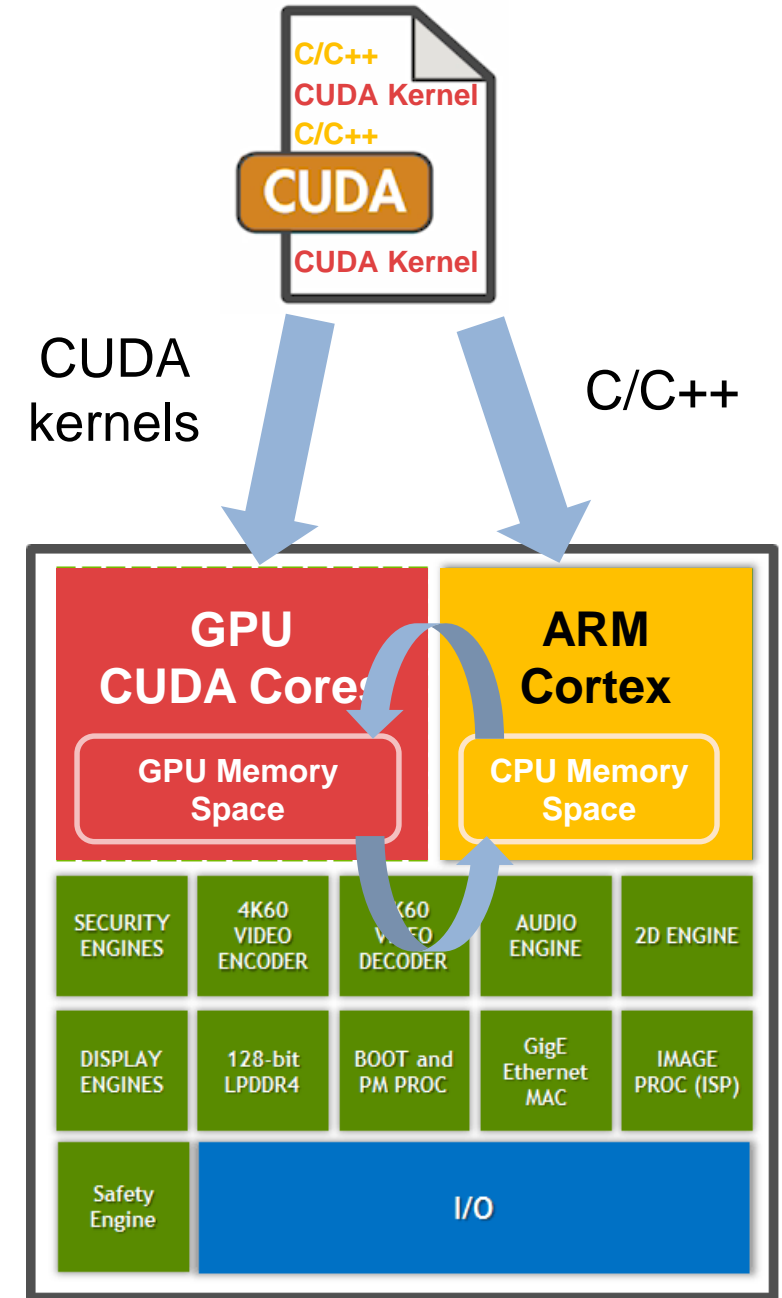 C/C++
CUDA Kernel
C/C++
CUDA
CUDA Kernel
CUDA
kernels
C/C++
GPU
CUDA Cores
ARM
Cortex
GPU Memory
Space
CPU Memory
Space
SECURITY
ENGINES
4K60
VIDEO
ENCODER
4K60
VIDEO
DECODER
AUDIO
ENGINE
2D ENGINE
DISPLAY
ENGINES
128-bit
LPDDR4
BOOT and
PM PROC
GigE
Ethernet
MAC
IMAGE
PROC (ISP)
Safety
Engine
I/O